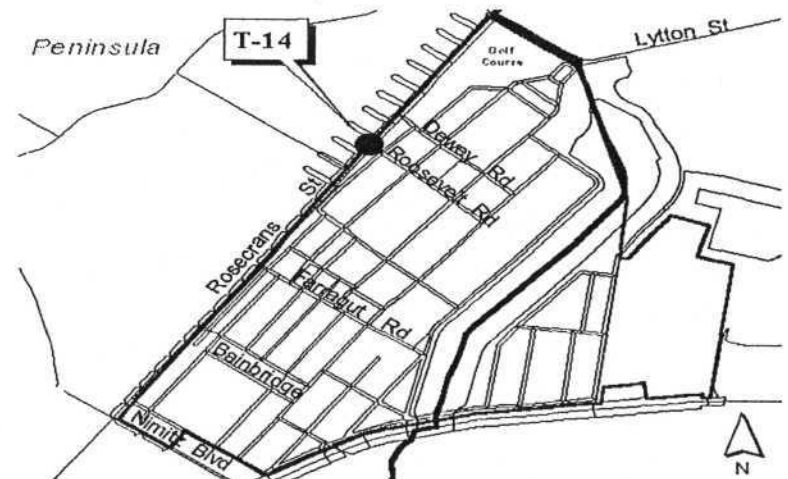 Peninsula
T-14
Golf
Course
Lytton St
Dewey Rd
Roosevelt Rd
Rosecrans St
Farragut Rd
Bainbridge
Nimitz Blvd
N